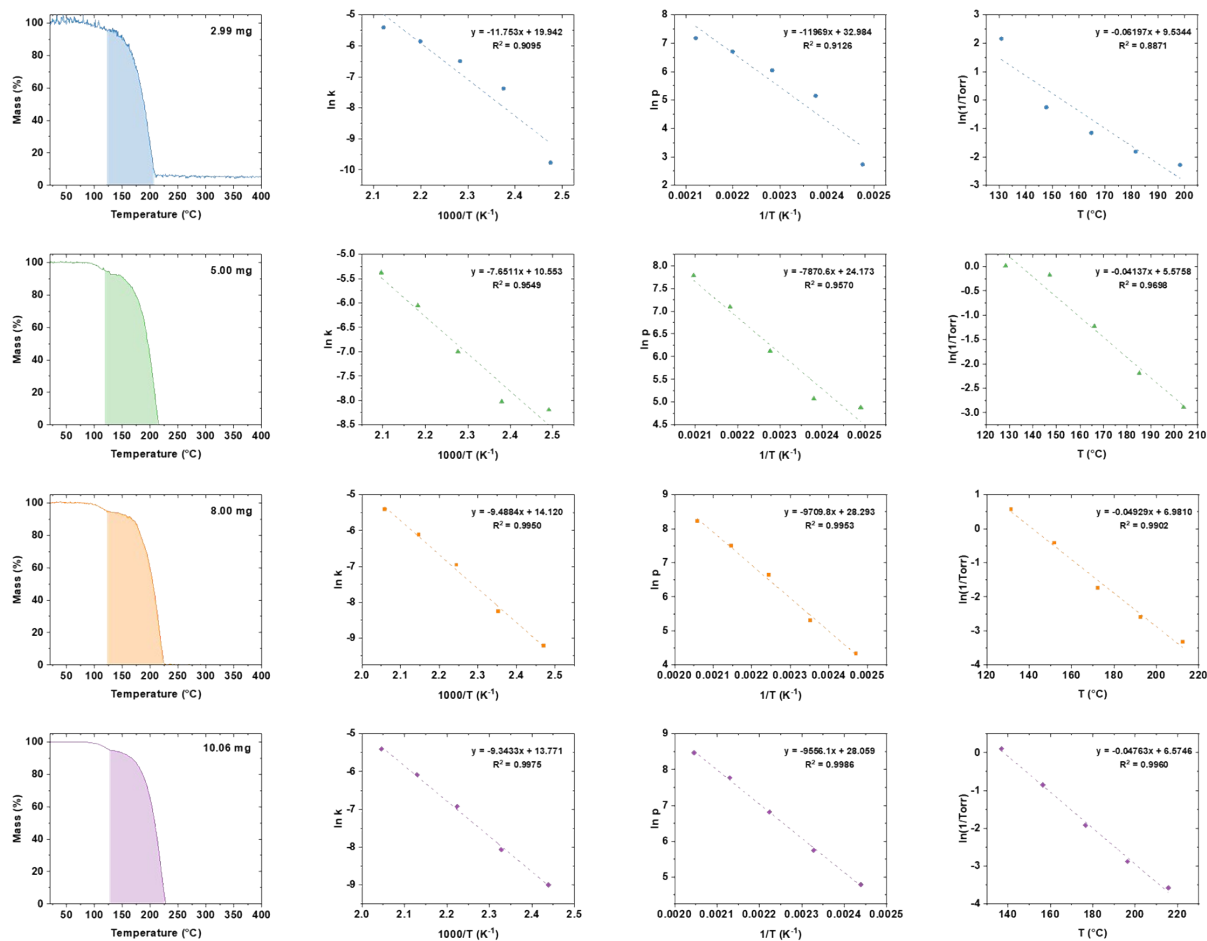 2.99 mg
Mass (%)
100
80
60
40
20
0
50 100 150 200 250 300 350 400
Temperature (°C)
y = -11.753x + 19.942
R² = 0.9095
ln k
-5
-6
-7
-8
-9
-10
2.1 2.2 2.3 2.4 2.5
1000/T (K⁻¹)
y = -11969x + 32.984
R² = 0.9126
ln p
8
7
6
5
4
3
2
0.0021 0.0022 0.0023 0.0024 0.0025
1/T (K⁻¹)
y = -0.06197x + 9.5344
R² = 0.8871
ln(1/Torr)
3
2
1
0
-1
-2
-3
130 140 150 160 170 180 190 200
T (°C)
5.00 mg
Mass (%)
100
80
60
40
20
0
50 100 150 200 250 300 350 400
Temperature (°C)
y = -7.6511x + 10.553
R² = 0.9549
ln k
-5.0
-5.5
-6.0
-6.5
-7.0
-7.5
-8.0
-8.5
2.1 2.2 2.3 2.4 2.5
1000/T (K⁻¹)
y = -7870.6x + 24.173
R² = 0.9570
ln p
8.0
7.5
7.0
6.5
6.0
5.5
5.0
4.5
0.0021 0.0022 0.0023 0.0024 0.0025
1/T (K⁻¹)
y = -0.04137x + 5.5758
R² = 0.9698
ln(1/Torr)
0.0
-0.5
-1.0
-1.5
-2.0
-2.5
-3.0
120 130 140 150 160 170 180 190 200 210
T (°C)
8.00 mg
Mass (%)
100
80
60
40
20
0
50 100 150 200 250 300 350 400
Temperature (°C)
y = -9.4884x + 14.120
R² = 0.9950
ln k
-5
-6
-7
-8
-9
2.0 2.1 2.2 2.3 2.4 2.5
1000/T (K⁻¹)
y = -9709.8x + 28.293
R² = 0.9953
ln p
9
8
7
6
5
4
0.0020 0.0021 0.0022 0.0023 0.0024 0.0025
1/T (K⁻¹)
y = -0.04929x + 6.9810
R² = 0.9902
ln(1/Torr)
2
1
0
-1
-2
-3
-4
120 140 160 180 200 220
T (°C)
10.06 mg
Mass (%)
100
80
60
40
20
0
50 100 150 200 250 300 350 400
Temperature (°C)
y = -9.3433x + 13.771
R² = 0.9975
ln k
-5
-6
-7
-8
-9
2.0 2.1 2.2 2.3 2.4 2.5
1000/T (K⁻¹)
y = -9556.1x + 28.059
R² = 0.9986
ln p
9
8
7
6
5
0.0020 0.0021 0.0022 0.0023 0.0024 0.0025
1/T (K⁻¹)
y = -0.04763x + 6.5746
R² = 0.9960
ln(1/Torr)
0
-1
-2
-3
-4
140 160 180 200 220
T (°C)